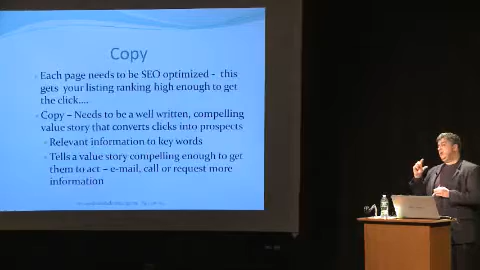 Copy
Each page needs to be SEO optimized - this
gets your listing ranking high enough to get
the click....
Copy – Needs to be a well written, compelling
value story that converts clicks into prospects
Relevant information to key words
Tells a value story compelling enough to get
them to act – e-mail, call or request more
information